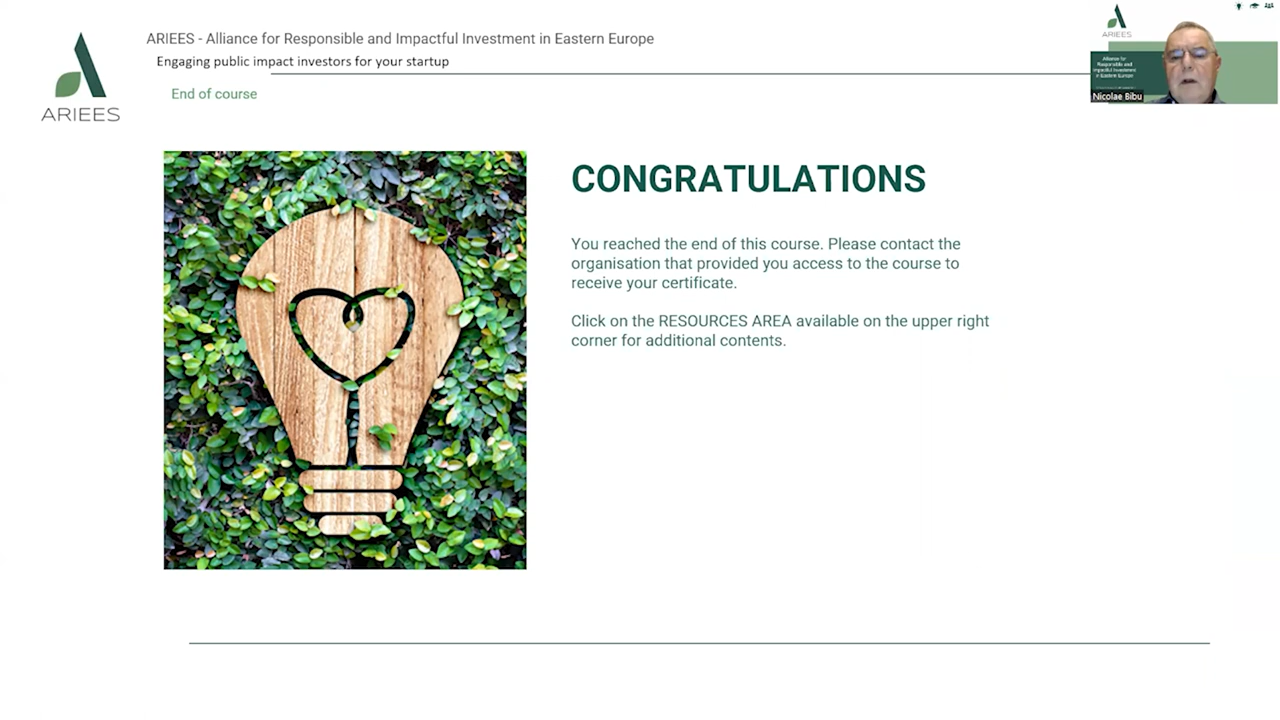 ARIEES - Alliance for Responsible and Impactful Investment in Eastern Europe
Engaging public impact investors for your startup
End of course
ARIEES
ARIEES
Alliance for
Responsible and
Impactful Investment
in Eastern Europe
Nicolae Bibu
CONGRATULATIONS
You reached the end of this course. Please contact the
organisation that provided you access to the course to
receive your certificate.
Click on the RESOURCES AREA available on the upper right
corner for additional contents.